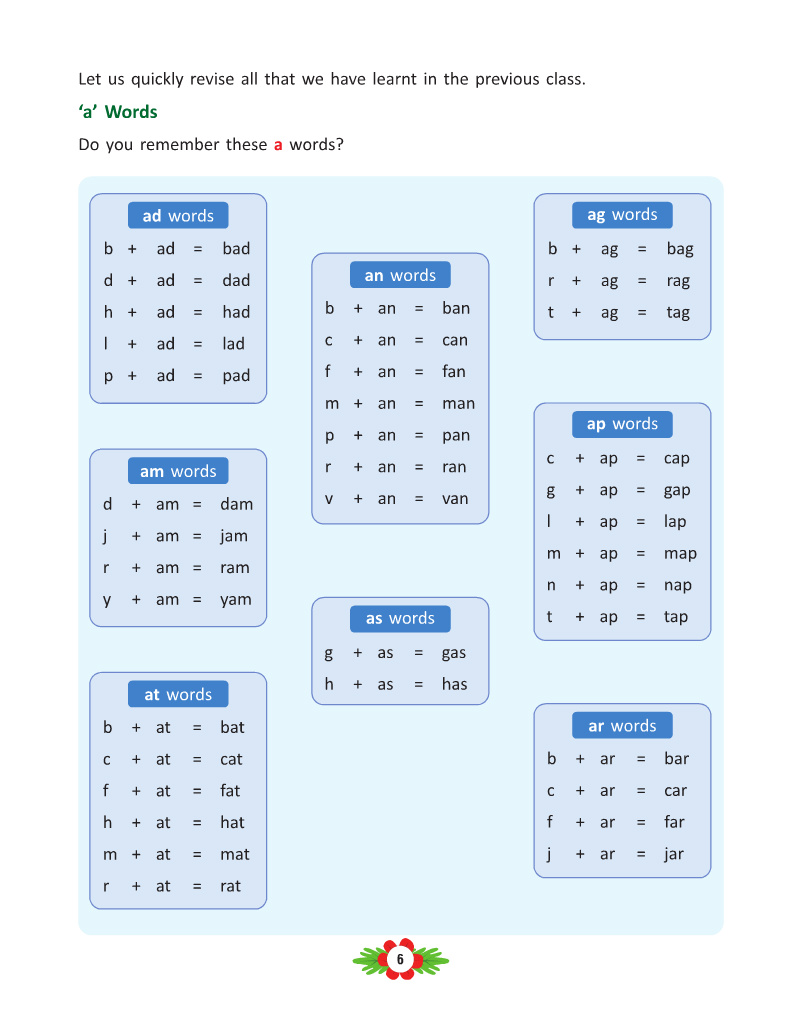 Let us quickly revise all that we have learnt in the previous class.
‘a’ Words
Do you remember these a words?
ad words
b + ad = bad
d + ad = dad
h + ad = had
l + ad = lad
p + ad = pad
am words
d + am = dam
j + am = jam
r + am = ram
y + am = yam
at words
b + at = bat
c + at = cat
f + at = fat
h + at = hat
m + at = mat
r + at = rat
an words
b + an = ban
c + an = can
f + an = fan
m + an = man
p + an = pan
r + an = ran
v + an = van
as words
g + as = gas
h + as = has
ag words
b + ag = bag
r + ag = rag
t + ag = tag
ap words
c + ap = cap
g + ap = gap
l + ap = lap
m + ap = map
n + ap = nap
t + ap = tap
ar words
b + ar = bar
c + ar = car
f + ar = far
j + ar = jar
6